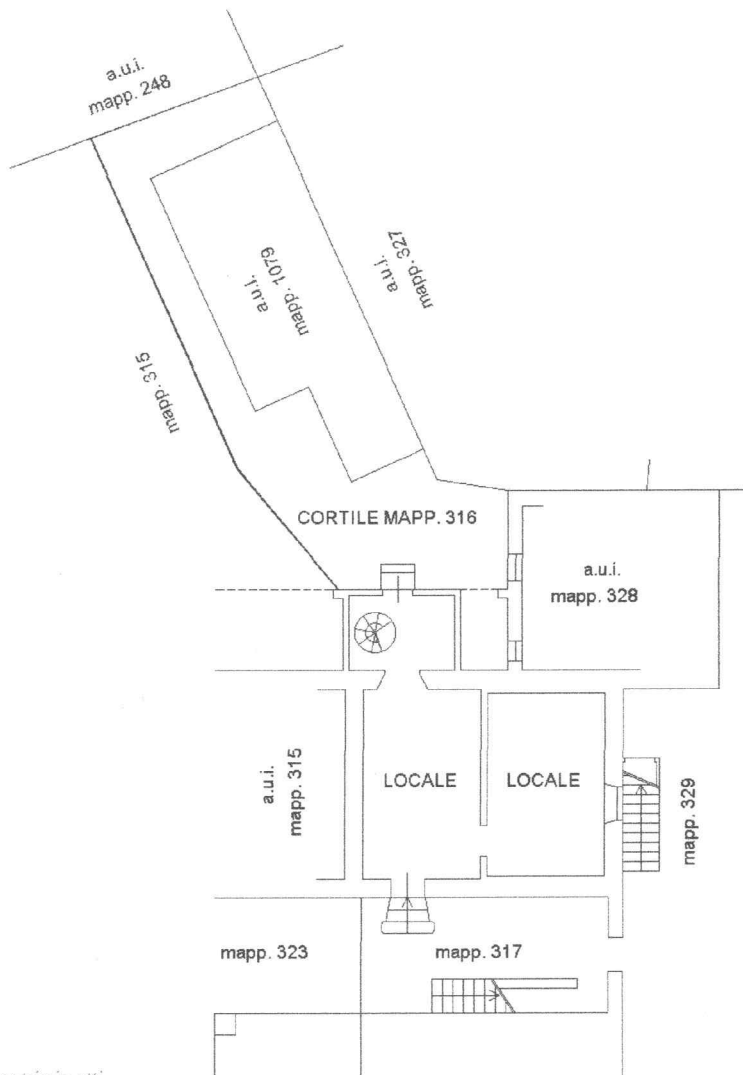 a.u.i.
mapp. 248
mapp. 327
a.u.i.
mapp. 1079
a.u.i.
mapp. 315
CORTILE MAPP. 316
a.u.i.
mapp. 328
a.u.i.
mapp. 315
LOCALE
LOCALE
mapp. 329
mapp. 323
mapp. 317